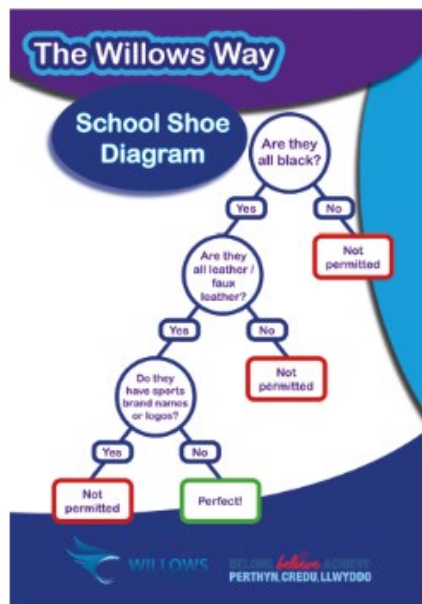 The Willows Way
School Shoe
Diagram
Are they
all black?
Yes
No
Not
permitted
Are they
all leather /
faux
leather?
Yes
No
Not
permitted
Do they
have sports
brand names
or logos?
Yes
No
Not
permitted
Perfect!
WILLOWS
BELONG believe ACHIEVE
PERTHYN, CREDU, LLWYDDO